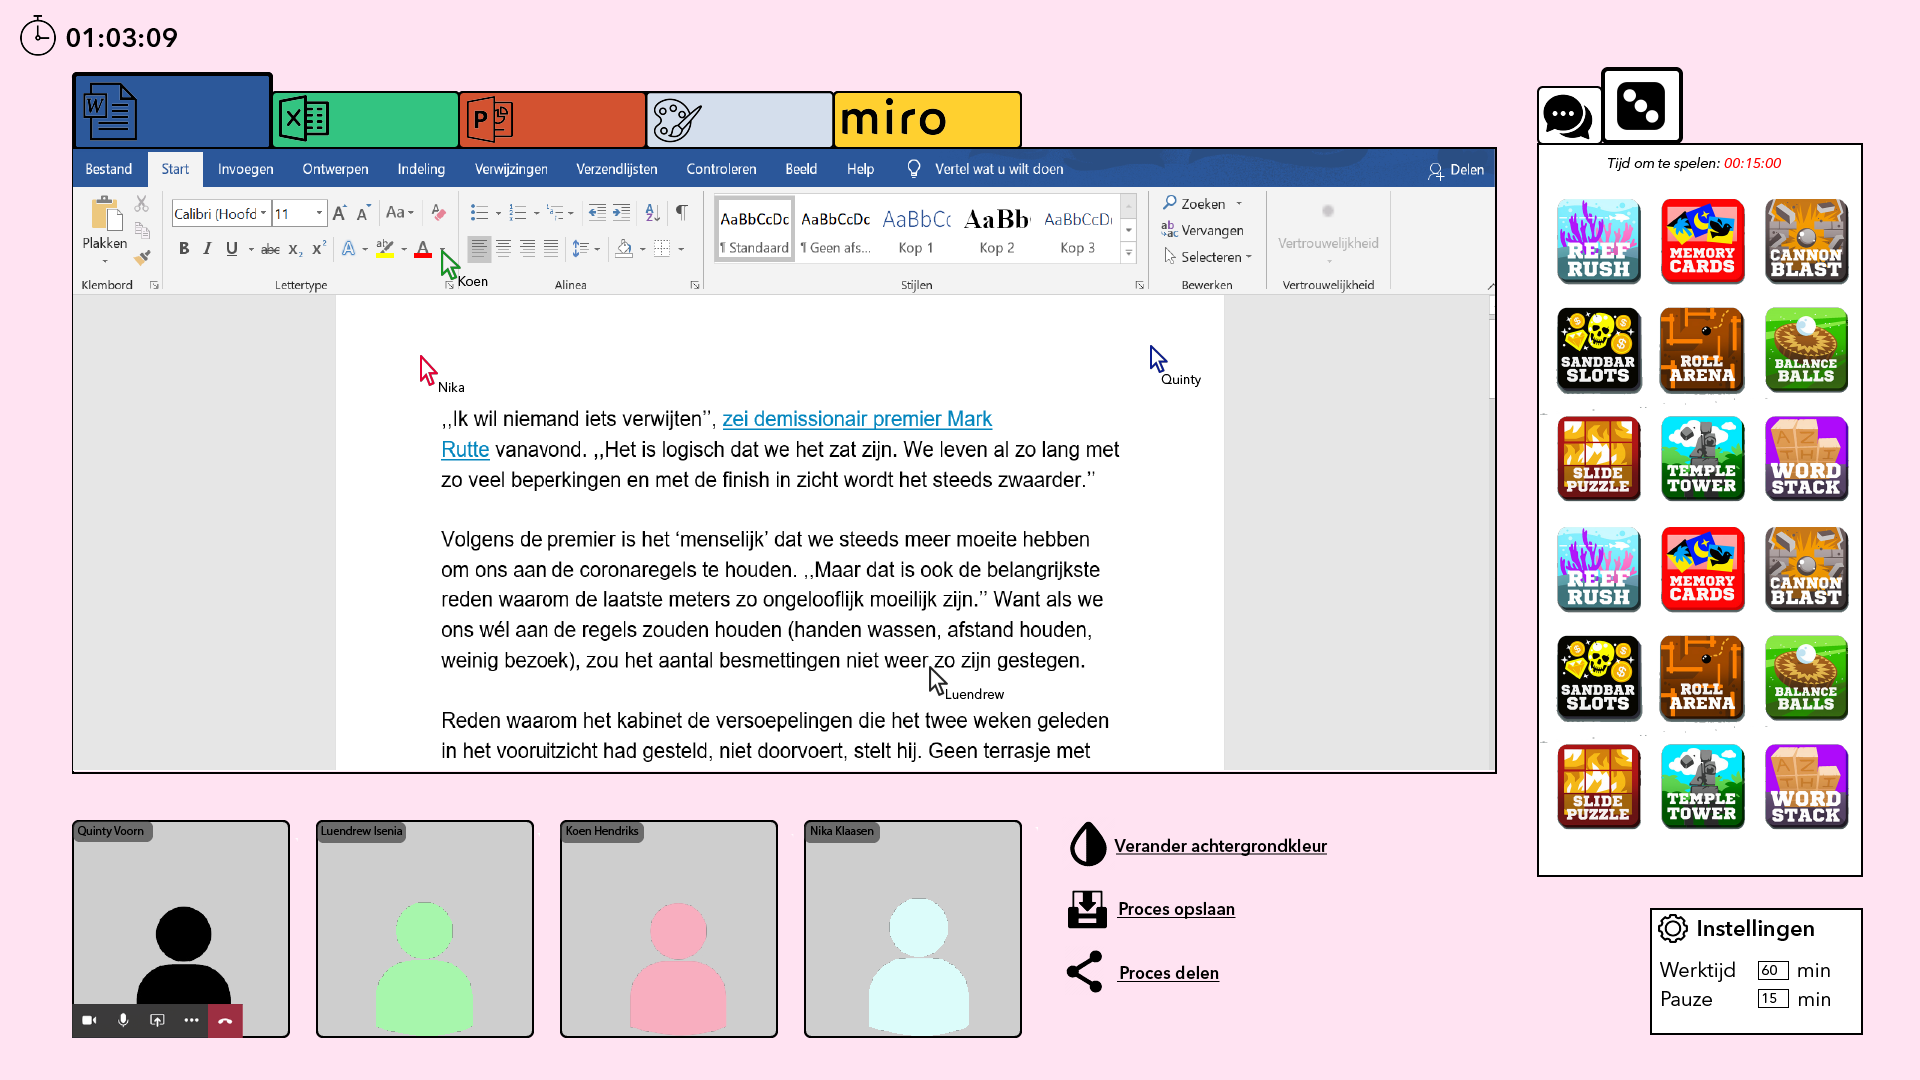 01:03:09
W
X
P
miro
Bestand Start Invoegen Ontwerpen Indeling Verwijzingen Verzendlijsten Controleren Beeld Help Vertel wat u wilt doen Delen
Plakken
Klembord
Calibri (Hoofd 11 A A Aa
B I U abc x₂ x² A ab A
Lettertype
Alinea
AaBbCcDc AaBbCcDc AaBbCc AaBb AaBbCcD
¶ Standaard ¶ Geen afs... Kop 1 Kop 2 Kop 3
Stijlen
Zoeken
Vervangen
Selecteren
Bewerken
Vertrouwelijkheid
Vertrouwelijkheid
Koen
Nika
Quinty
,,Ik wil niemand iets verwijten’’, zei demissionair premier Mark
Rutte vanavond. ,,Het is logisch dat we het zat zijn. We leven al zo lang met
zo veel beperkingen en met de finish in zicht wordt het steeds zwaarder.’’
Volgens de premier is het ‘menselijk’ dat we steeds meer moeite hebben
om ons aan de coronaregels te houden. ,,Maar dat is ook de belangrijkste
reden waarom de laatste meters zo ongelooflijk moeilijk zijn.’’ Want als we
ons wél aan de regels zouden houden (handen wassen, afstand houden,
weinig bezoek), zou het aantal besmettingen niet weer zo zijn gestegen.
Luendrew
Reden waarom het kabinet de versoepelingen die het twee weken geleden
in het vooruitzicht had gesteld, niet doorvoert, stelt hij. Geen terrasje met
Tijd om te spelen: 00:15:00
REEF RUSH MEMORY CARDS CANNON BLAST
SANDBAR SLOTS ROLL ARENA BALANCE BALLS
SLIDE PUZZLE TEMPLE TOWER WORD STACK
REEF RUSH MEMORY CARDS CANNON BLAST
SANDBAR SLOTS ROLL ARENA BALANCE BALLS
SLIDE PUZZLE TEMPLE TOWER WORD STACK
Quinty Voorn
Luendrew Isenia
Koen Hendriks
Nika Klaasen
Verander achtergrondkleur
Proces opslaan
Proces delen
Instellingen
Werktijd 60 min
Pauze 15 min